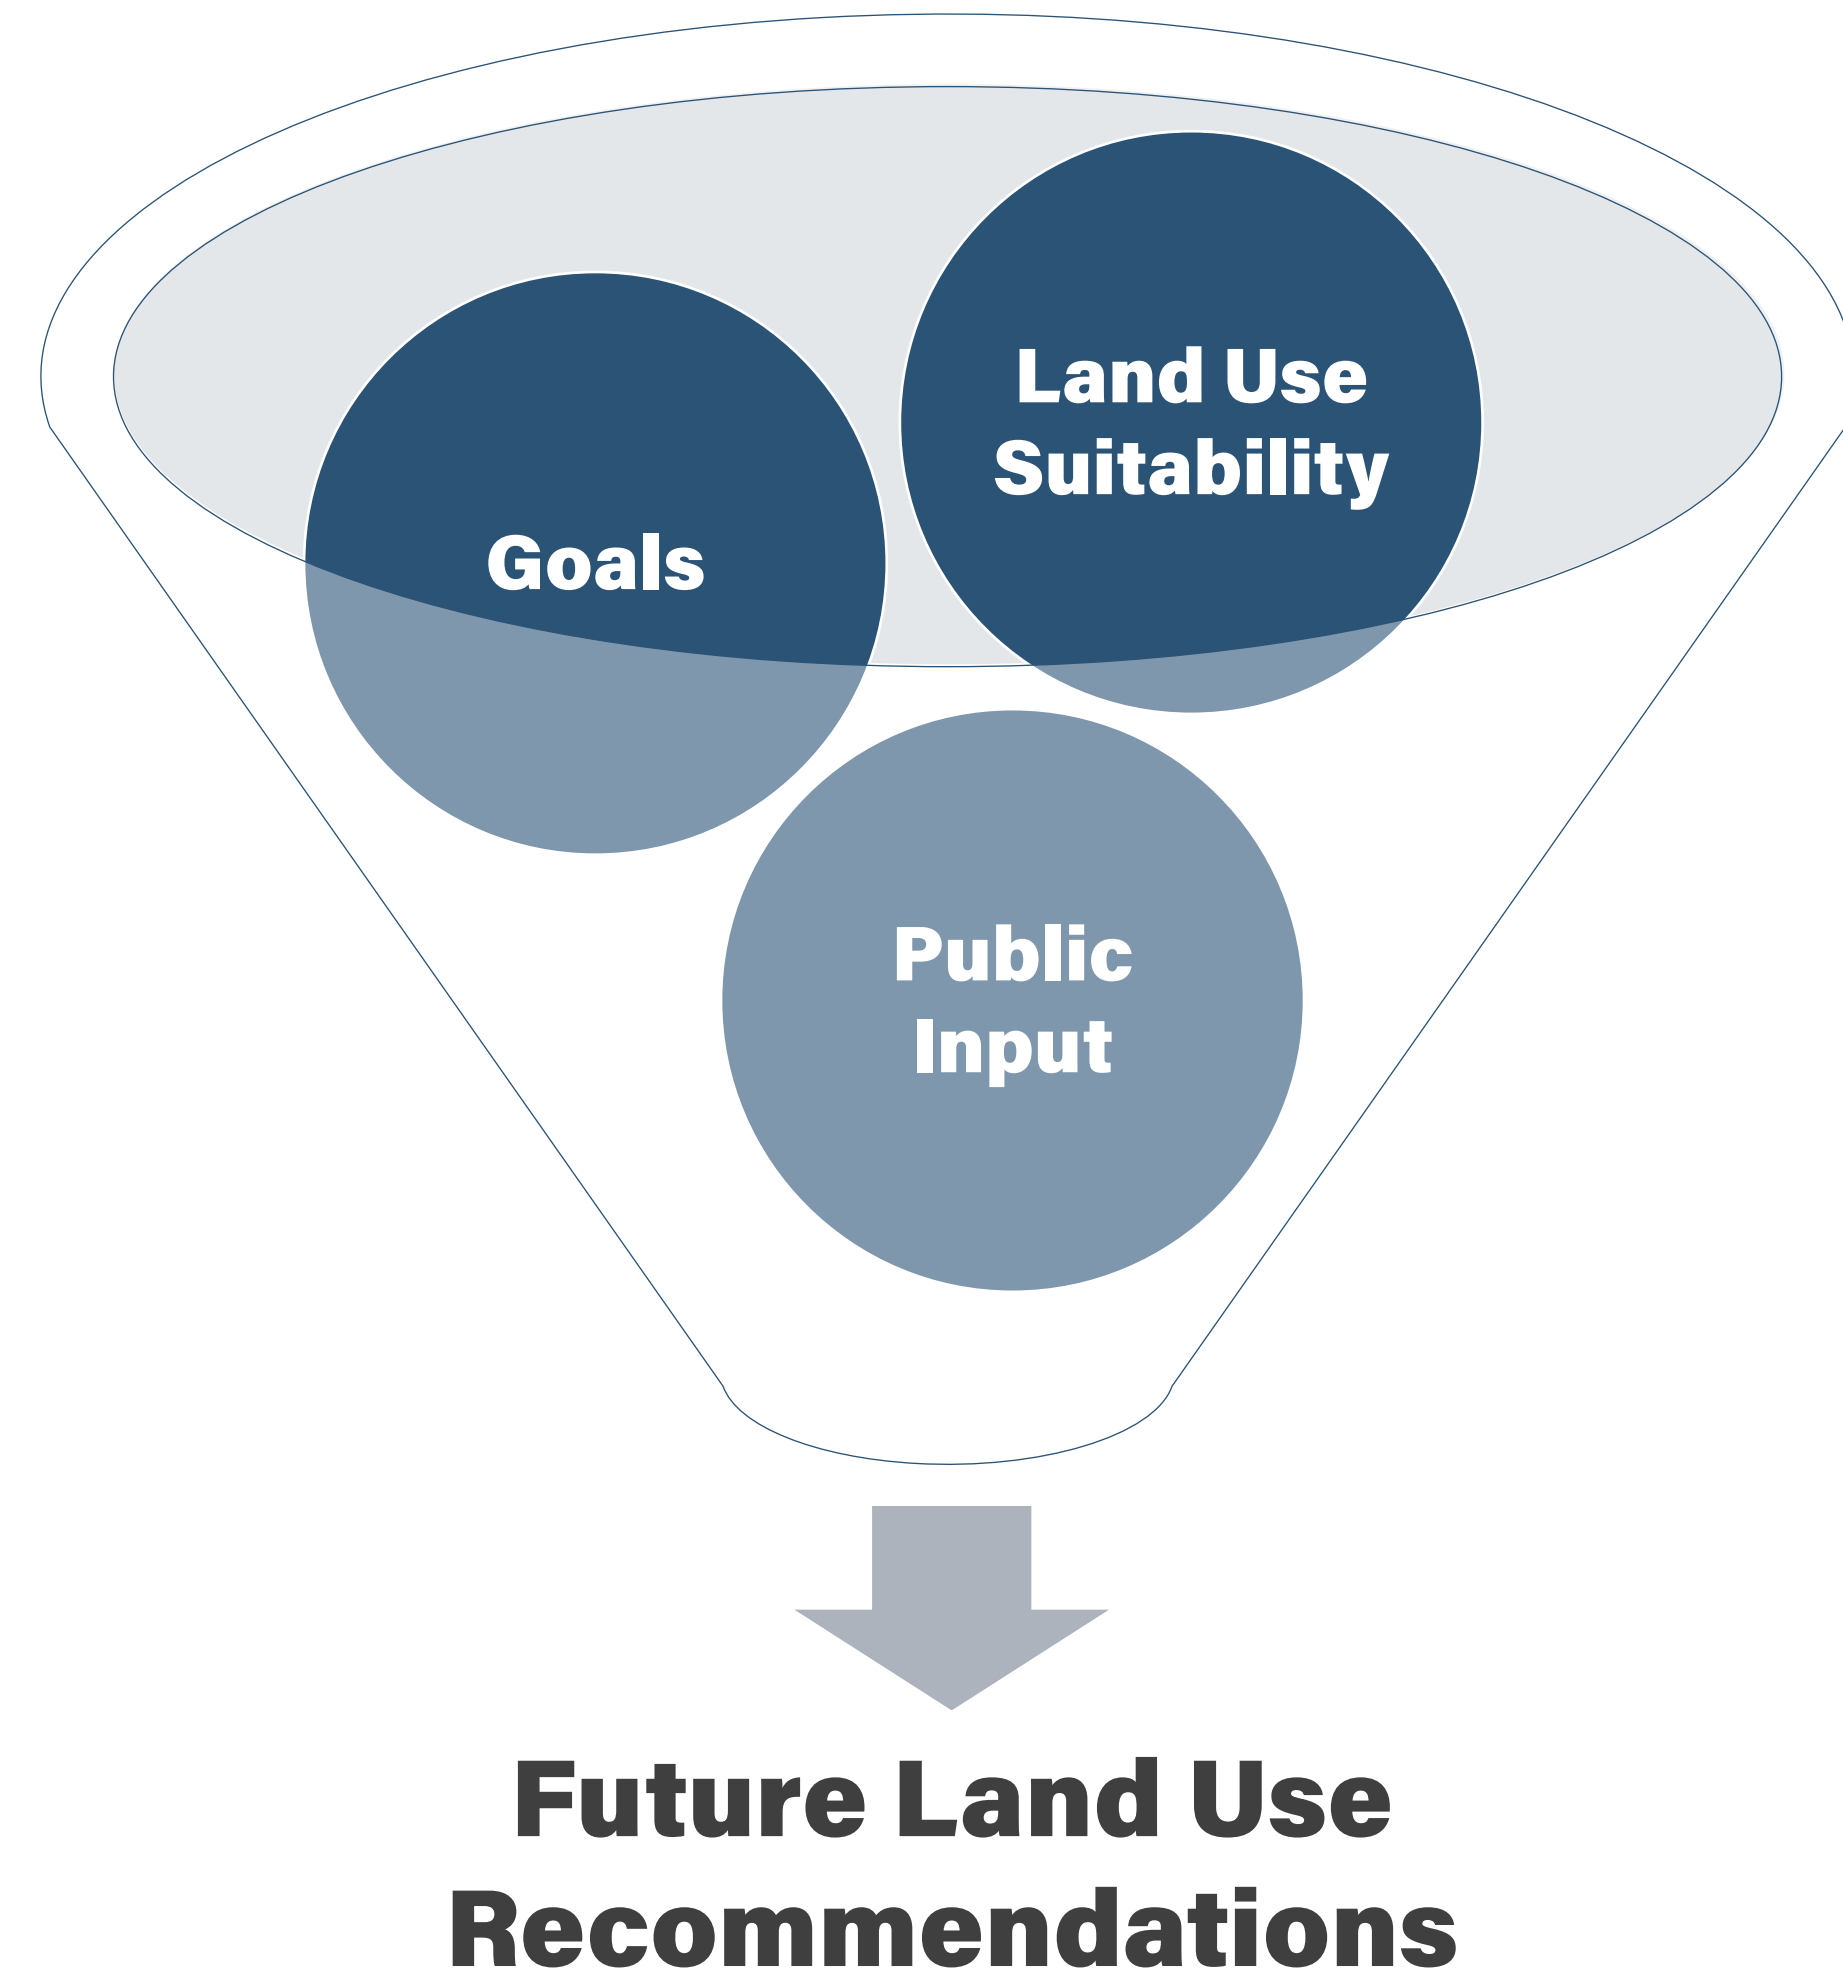 Land Use
Suitability
Goals
Public
Input
Future Land Use
Recommendations